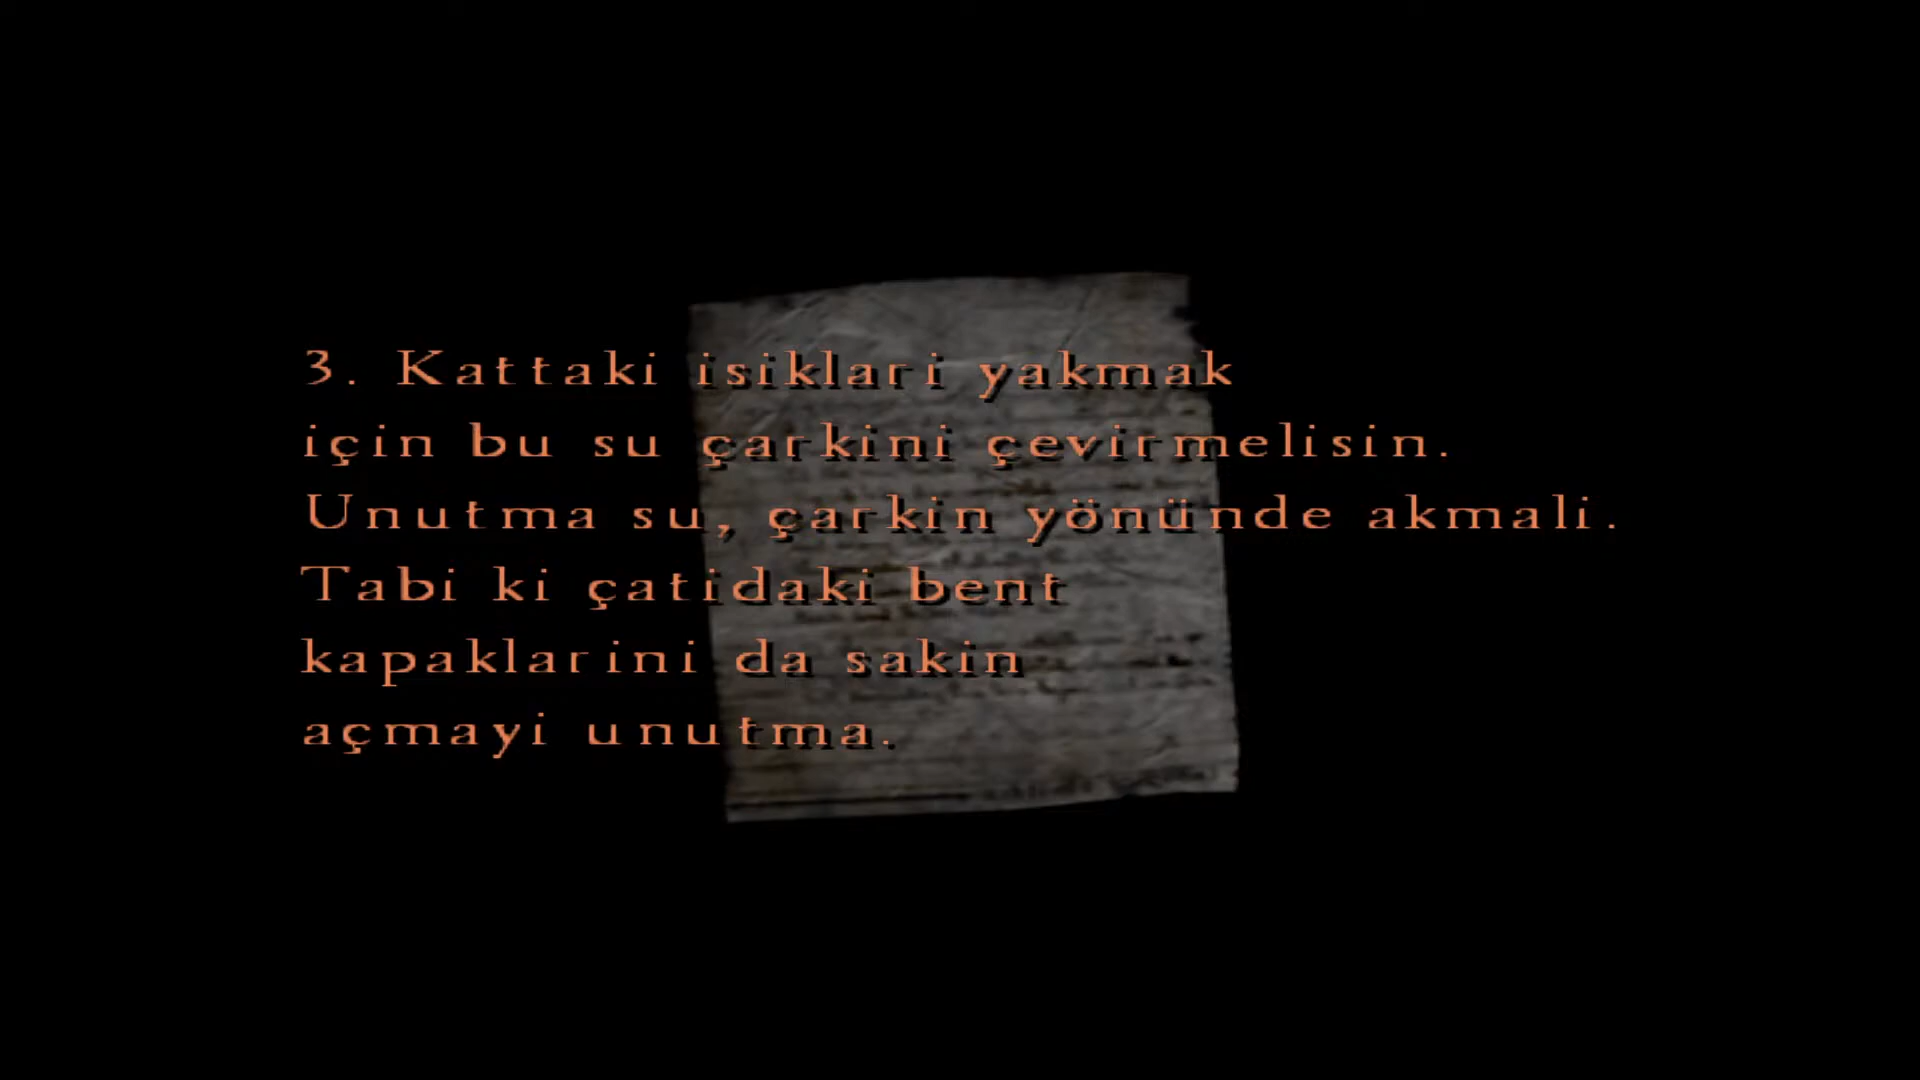 3. Kattaki isiklari yakmak
için bu su çarkini çevirmelisin.
Unutma su, çarkin yönünde akmali.
Tabi ki çatidaki bent
kapaklarini da sakin
açmayi unutma.